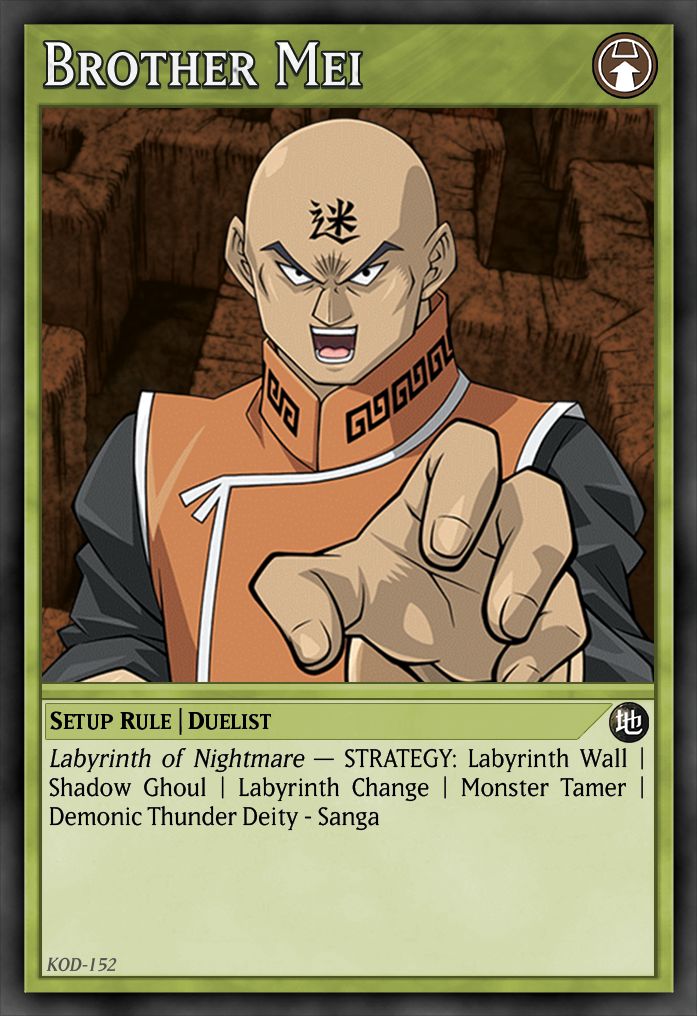 BROTHER MEI
迷
SETUP RULE | DUELIST
地
Labyrinth of Nightmare — STRATEGY: Labyrinth Wall |
Shadow Ghoul | Labyrinth Change | Monster Tamer |
Demonic Thunder Deity - Sanga
KOD-152